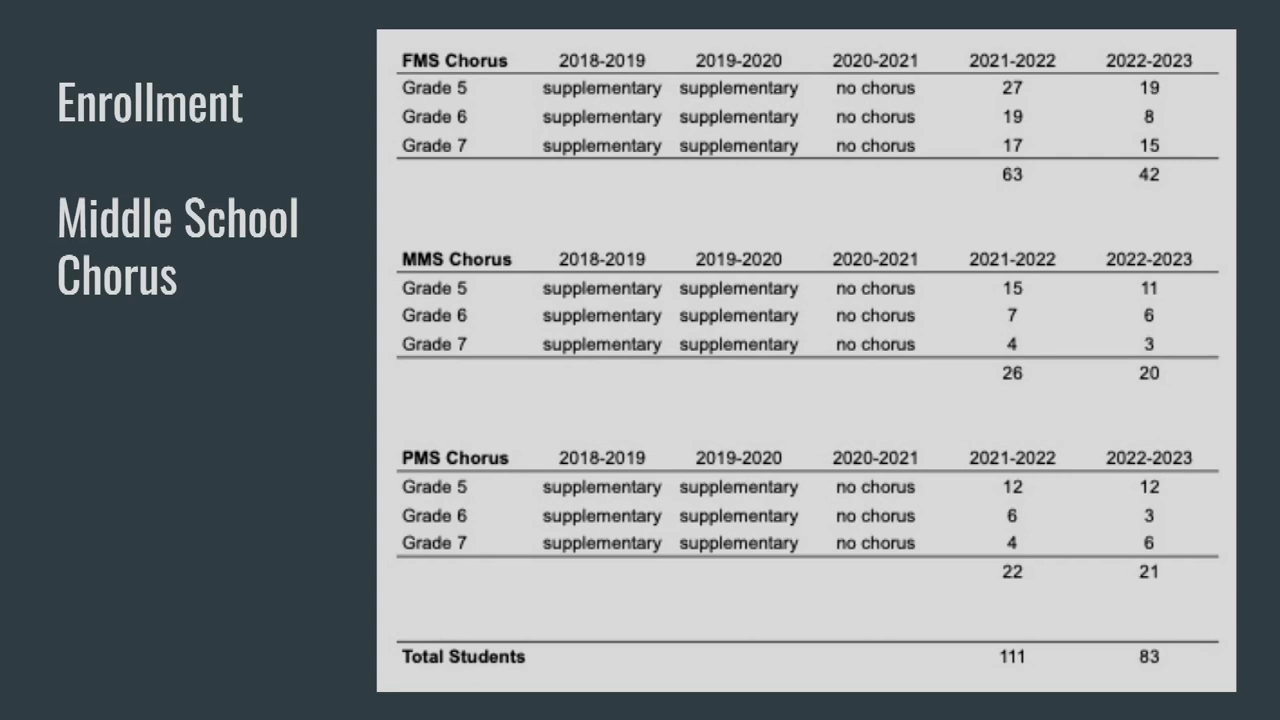 Enrollment
Middle School
Chorus
FMS Chorus 2018-2019 2019-2020 2020-2021 2021-2022 2022-2023
Grade 5 supplementary supplementary no chorus 27 19
Grade 6 supplementary supplementary no chorus 19 8
Grade 7 supplementary supplementary no chorus 17 15
63 42
MMS Chorus 2018-2019 2019-2020 2020-2021 2021-2022 2022-2023
Grade 5 supplementary supplementary no chorus 15 11
Grade 6 supplementary supplementary no chorus 7 6
Grade 7 supplementary supplementary no chorus 4 3
26 20
PMS Chorus 2018-2019 2019-2020 2020-2021 2021-2022 2022-2023
Grade 5 supplementary supplementary no chorus 12 12
Grade 6 supplementary supplementary no chorus 6 3
Grade 7 supplementary supplementary no chorus 4 6
22 21
Total Students 111 83